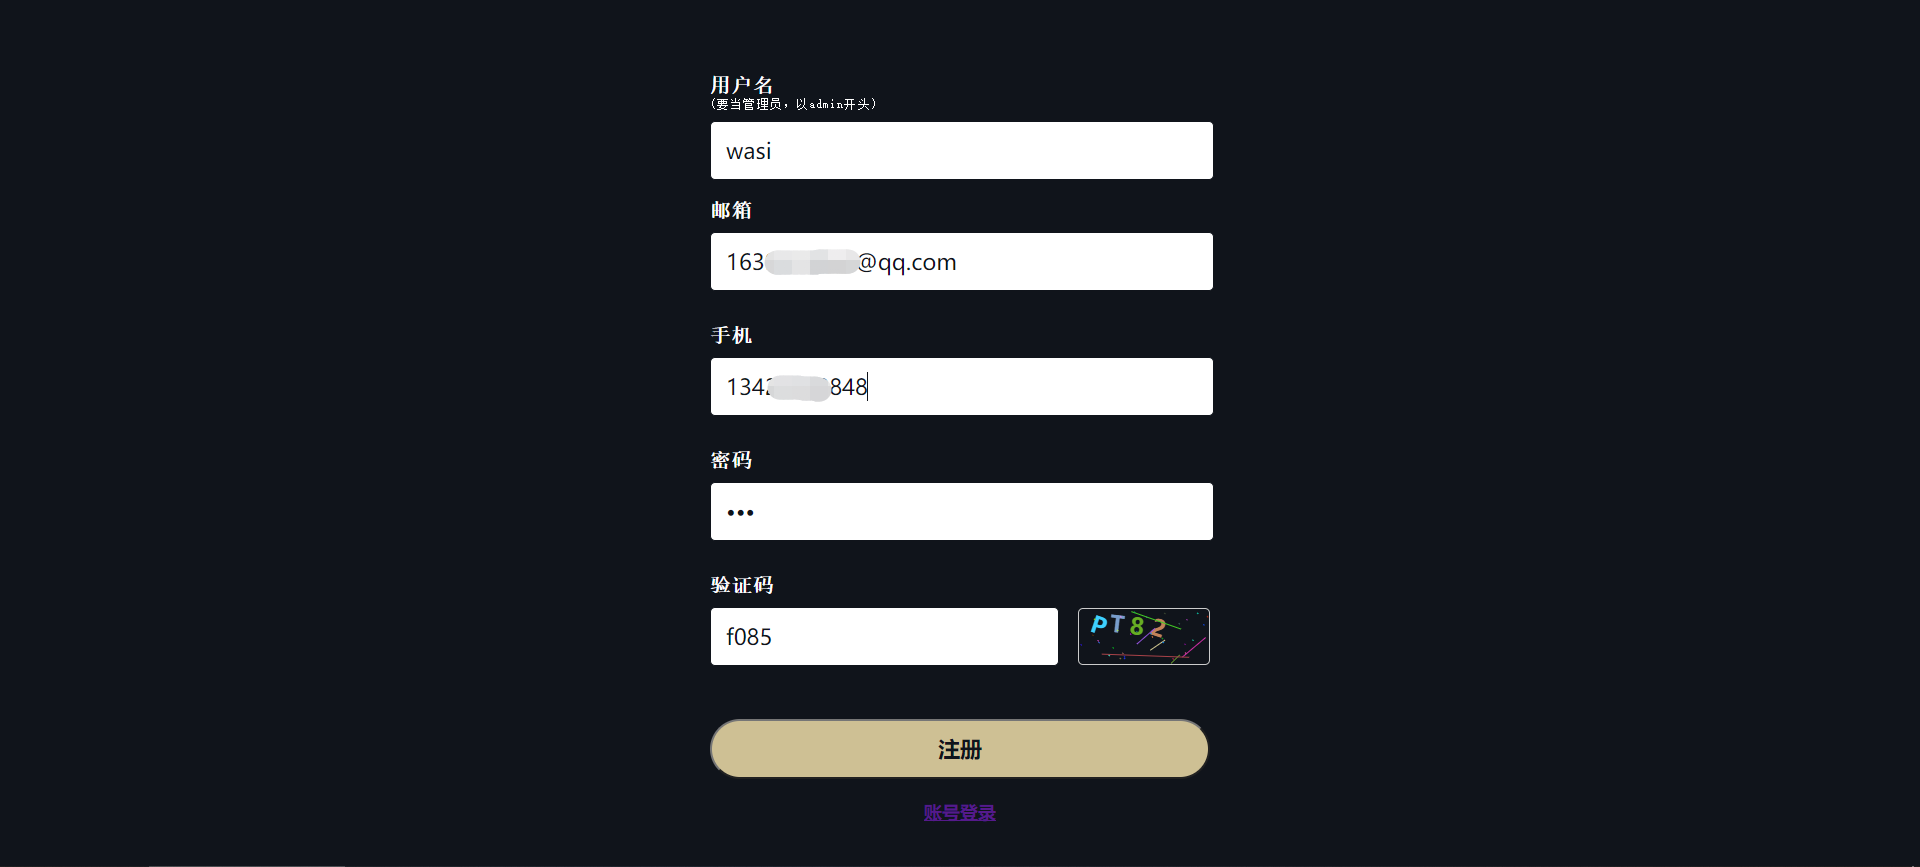 用户名
(要当管理员，以admin开头)
wasi
邮箱
163 @qq.com
手机
134 848
密码
•••
验证码
f085
PT82
注册
账号登录